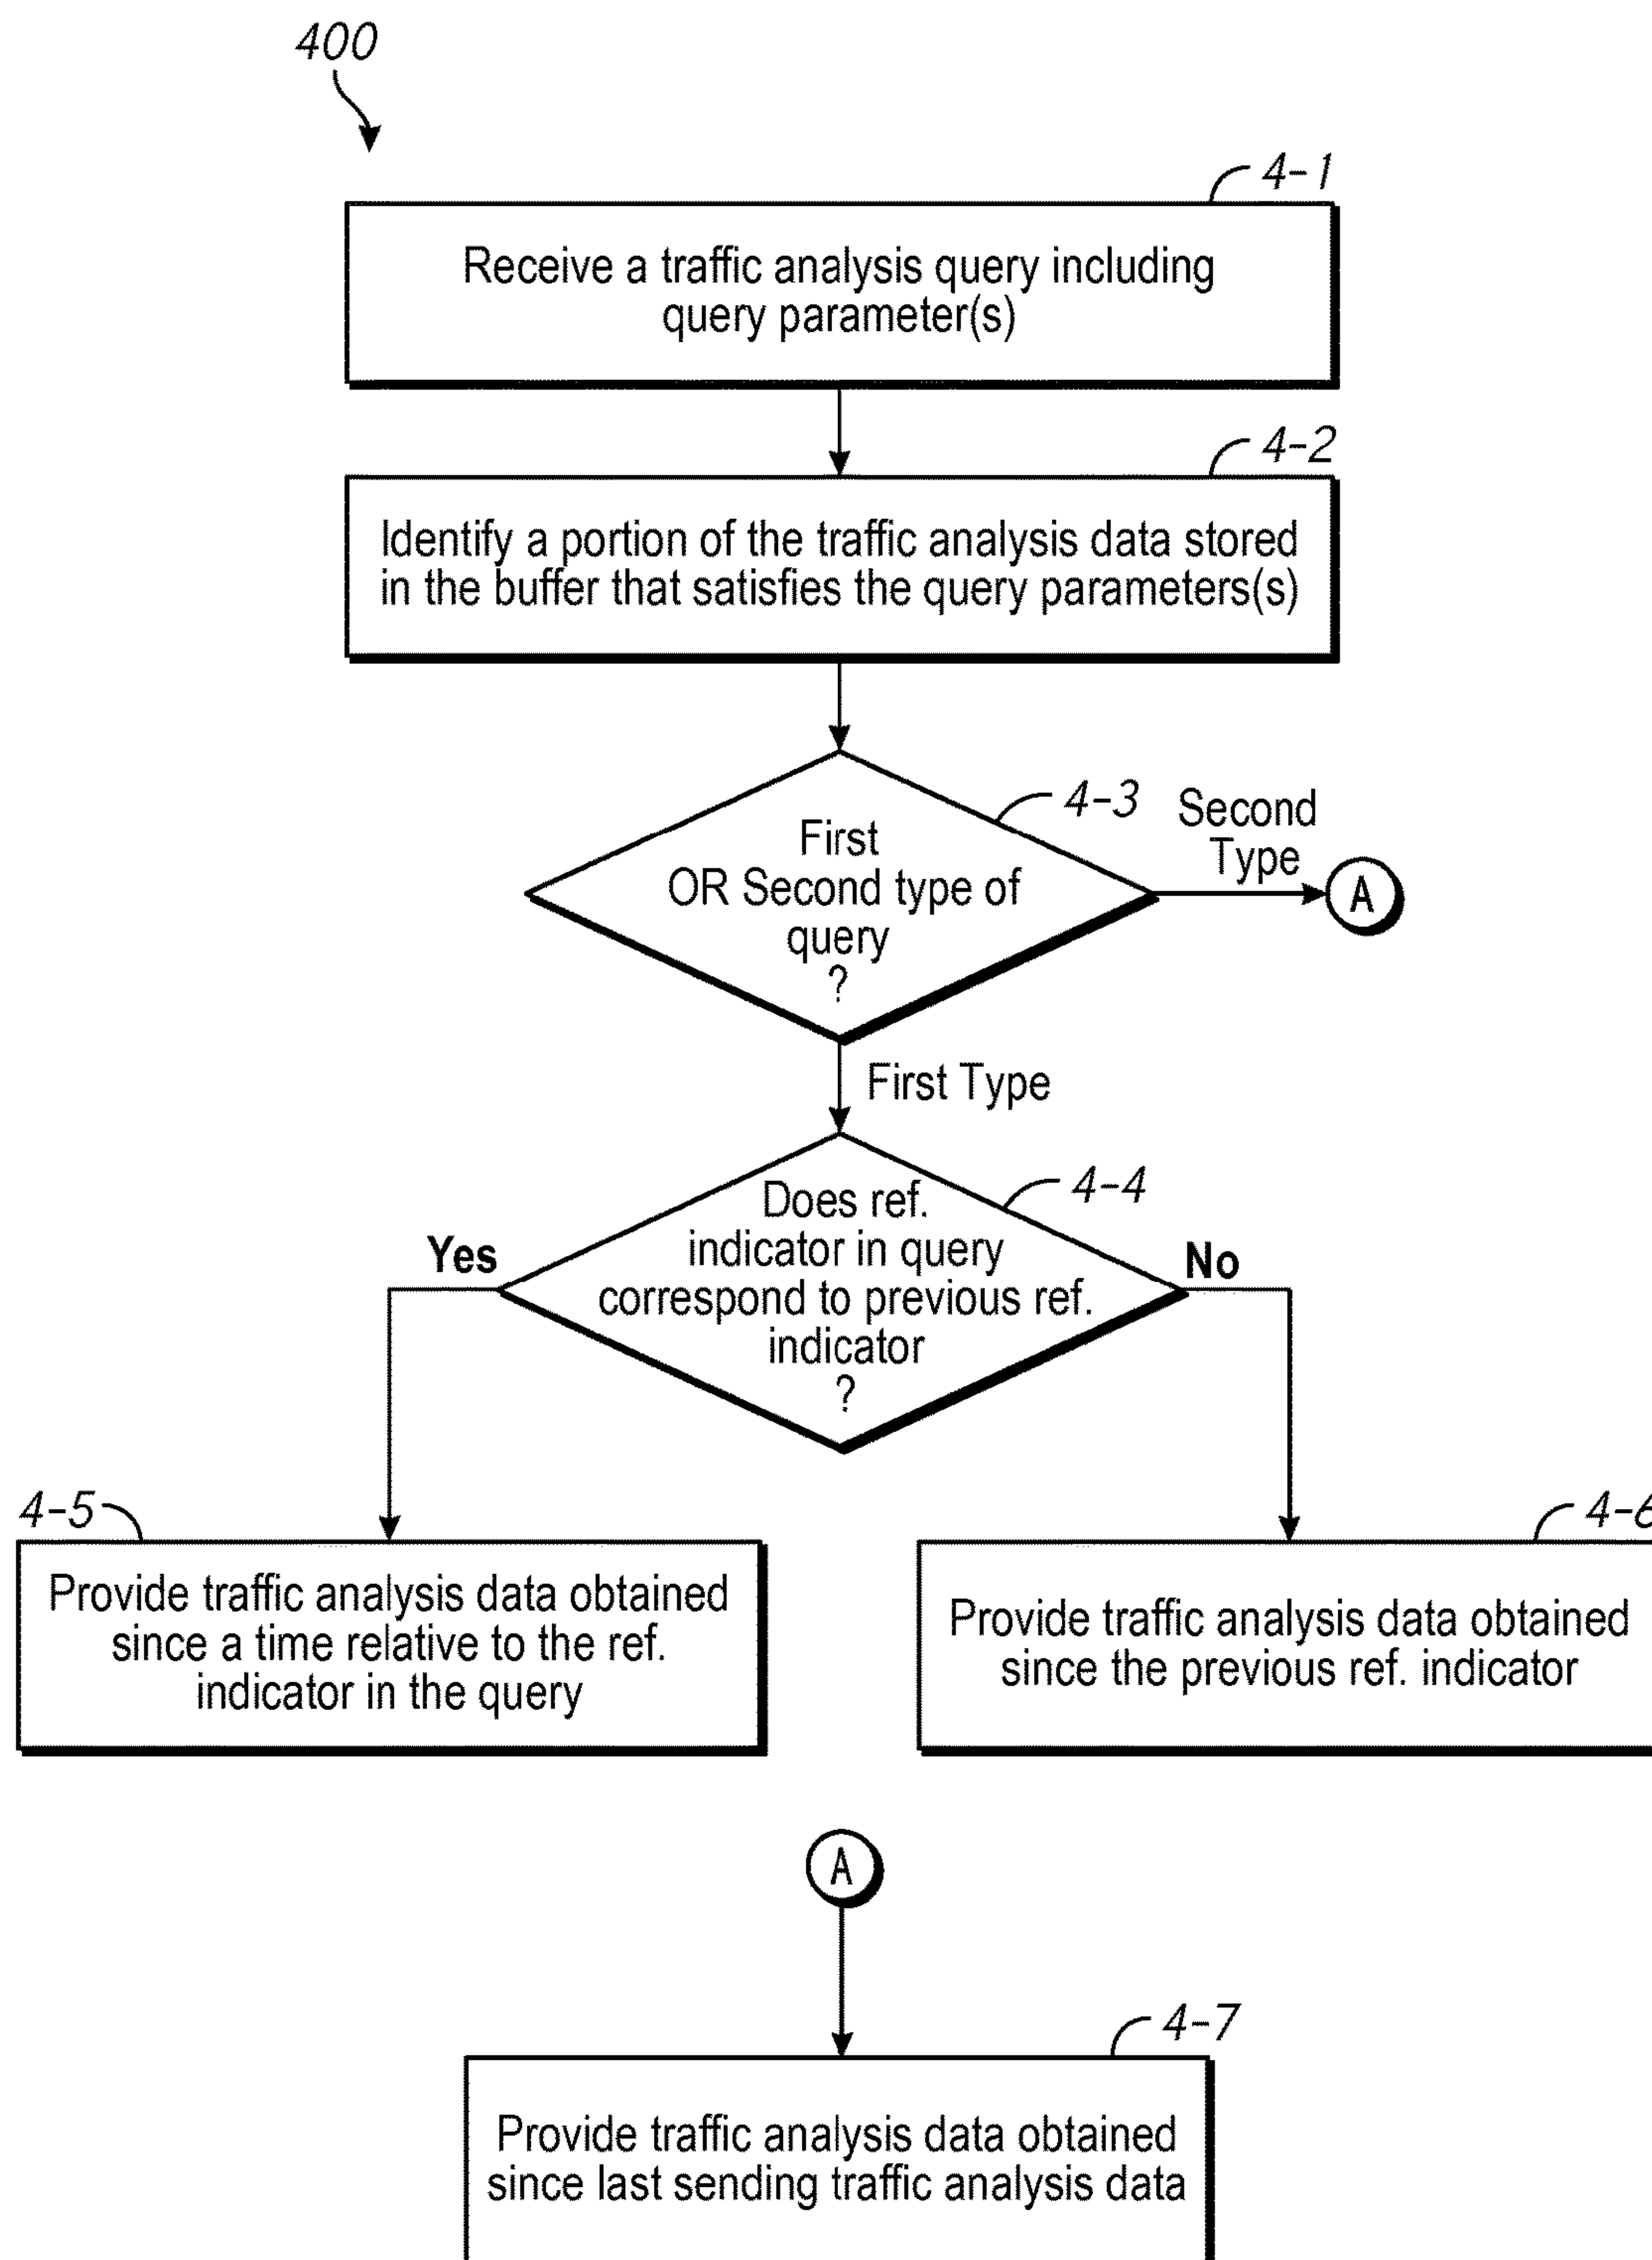 400
4-1
Receive a traffic analysis query including
query parameter(s)
4-2
Identify a portion of the traffic analysis data stored
in the buffer that satisfies the query parameters(s)
4-3
First
OR Second type of
query
?
Second
Type
A
First Type
4-4
Does ref.
indicator in query
correspond to previous ref.
indicator
?
Yes
No
4-5
Provide traffic analysis data obtained
since a time relative to the ref.
indicator in the query
4-6
Provide traffic analysis data obtained
since the previous ref. indicator
A
4-7
Provide traffic analysis data obtained
since last sending traffic analysis data